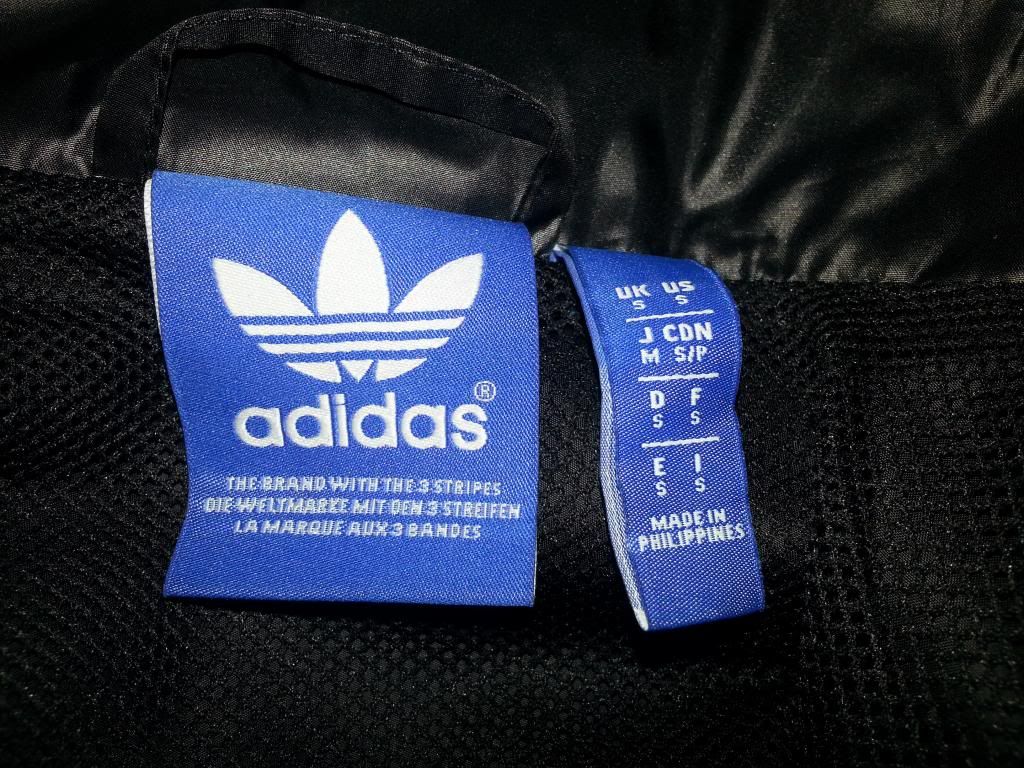 adidas®
THE BRAND WITH THE 3 STRIPES
DIE WELTMARKE MIT DEN 3 STREIFEN
LA MARQUE AUX 3 BANDES
UK US
S S
J CDN
M S/P
D F
S S
E I
S S
MADE IN
PHILIPPINES